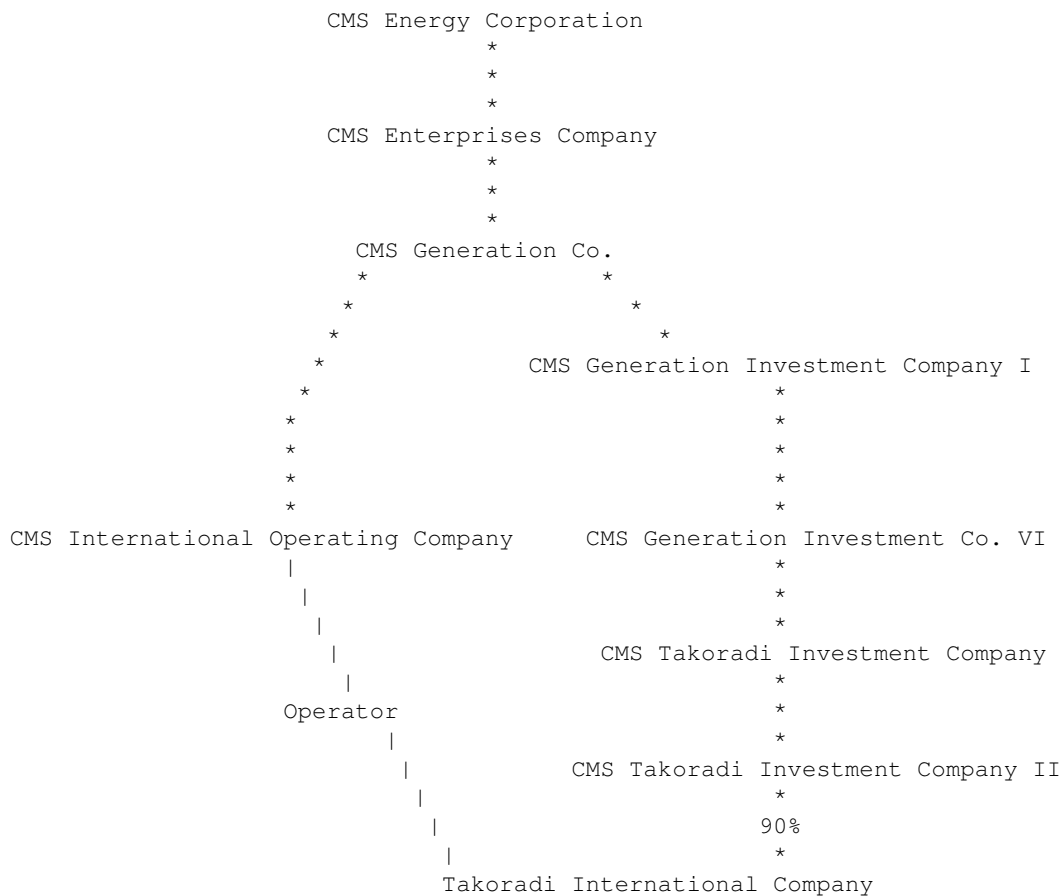 CMS Energy Corporation
*
*
*
CMS Enterprises Company
*
*
*
CMS Generation Co.
* *
* *
* *
* CMS Generation Investment Company I
* *
* *
* *
* *
* *
CMS International Operating Company CMS Generation Investment Co. VI
| *
| *
| *
| CMS Takoradi Investment Company
| *
Operator *
| *
| CMS Takoradi Investment Company II
| *
| 90%
| *
Takoradi International Company